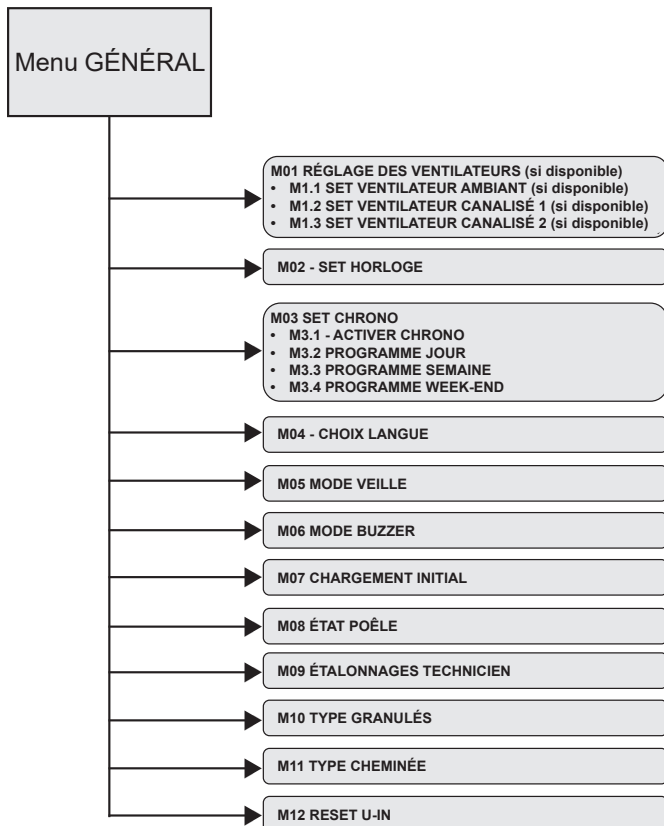 Menu GÉNÉRAL
M01 RÉGLAGE DES VENTILATEURS (si disponible)
• M1.1 SET VENTILATEUR AMBIANT (si disponible)
• M1.2 SET VENTILATEUR CANALISÉ 1 (si disponible)
• M1.3 SET VENTILATEUR CANALISÉ 2 (si disponible)
M02 - SET HORLOGE
M03 SET CHRONO
• M3.1 - ACTIVER CHRONO
• M3.2 PROGRAMME JOUR
• M3.3 PROGRAMME SEMAINE
• M3.4 PROGRAMME WEEK-END
M04 - CHOIX LANGUE
M05 MODE VEILLE
M06 MODE BUZZER
M07 CHARGEMENT INITIAL
M08 ÉTAT POÊLE
M09 ÉTALONNAGES TECHNICIEN
M10 TYPE GRANULÉS
M11 TYPE CHEMINÉE
M12 RESET U-IN